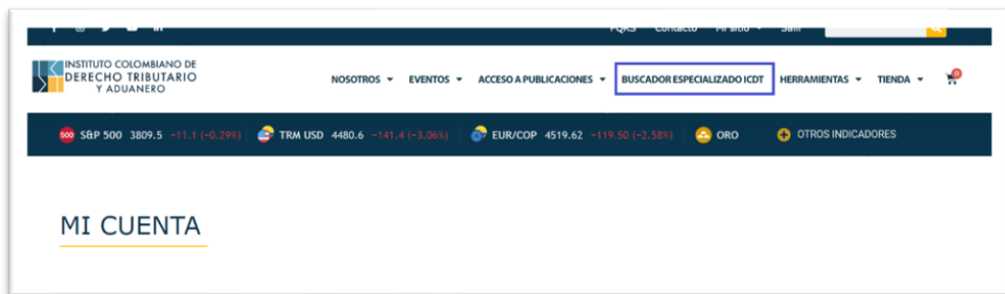 PQRS Contacto Mi sitio Salir
INSTITUTO COLOMBIANO DE
DERECHO TRIBUTARIO
Y ADUANERO
NOSOTROS EVENTOS ACCESO A PUBLICACIONES BUSCADOR ESPECIALIZADO ICDT HERRAMIENTAS TIENDA
500 S&P 500 3809.5 -11.1 (-0.29%) TRM USD 4480.6 -141.4 (-3.06%) EUR/COP 4519.62 -119.50 (-2.58%) ORO OTROS INDICADORES
MI CUENTA